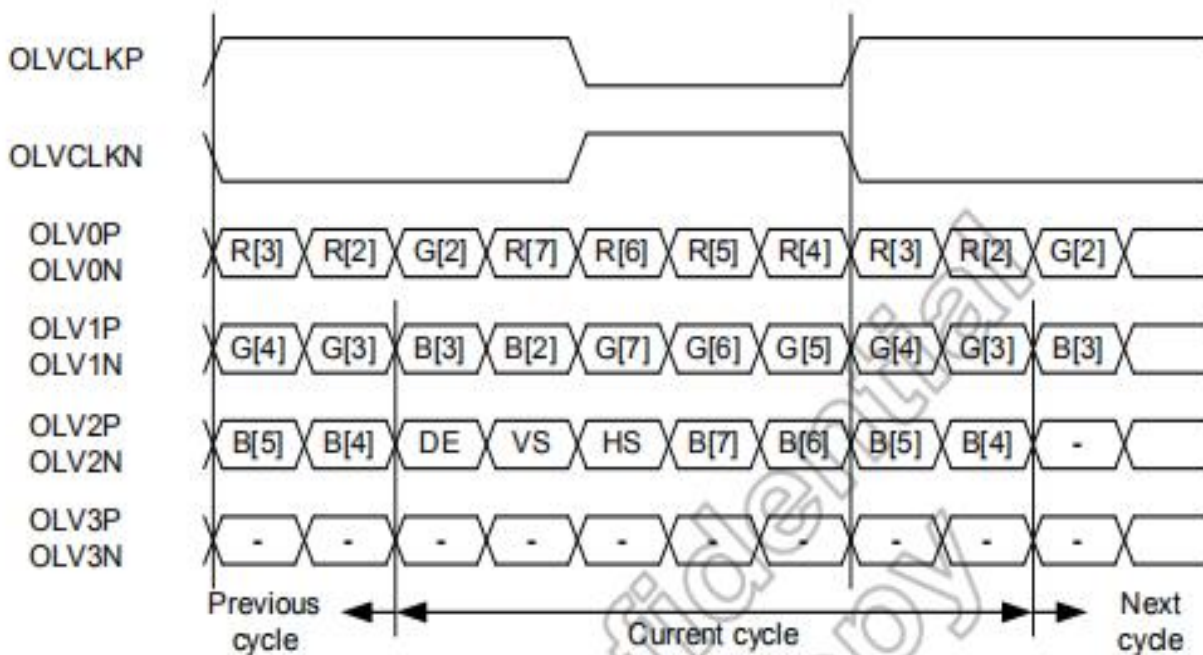 OLVCLKP
OLVCLKN
OLV0P
OLV0N
R[3] R[2] G[2] R[7] R[6] R[5] R[4] R[3] R[2] G[2]
OLV1P
OLV1N
G[4] G[3] B[3] B[2] G[7] G[6] G[5] G[4] G[3] B[3]
OLV2P
OLV2N
B[5] B[4] DE VS HS B[7] B[6] B[5] B[4] -
OLV3P
OLV3N
- - - - - - - - - -
Previous
cycle
Current cycle
Next
cycle